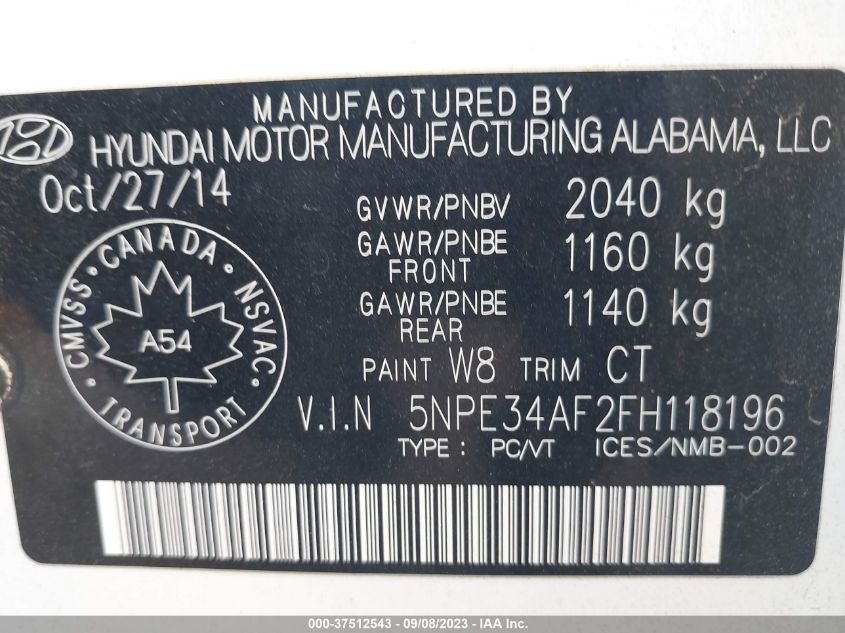 MANUFACTURED BY
HYUNDAI MOTOR MANUFACTURING ALABAMA, LLC
Oct/27/14
GVWR/PNBV 2040 kg
GAWR/PNBE FRONT 1160 kg
GAWR/PNBE REAR 1140 kg
CMVSS · CANADA · NSVAC · TRANSPORT ·
A54
PAINT W8 TRIM CT
V.I.N 5NPE34AF2FH118196
TYPE : PC/VT ICES/NMB-002
000-37512543 - 09/08/2023 - IAA Inc.